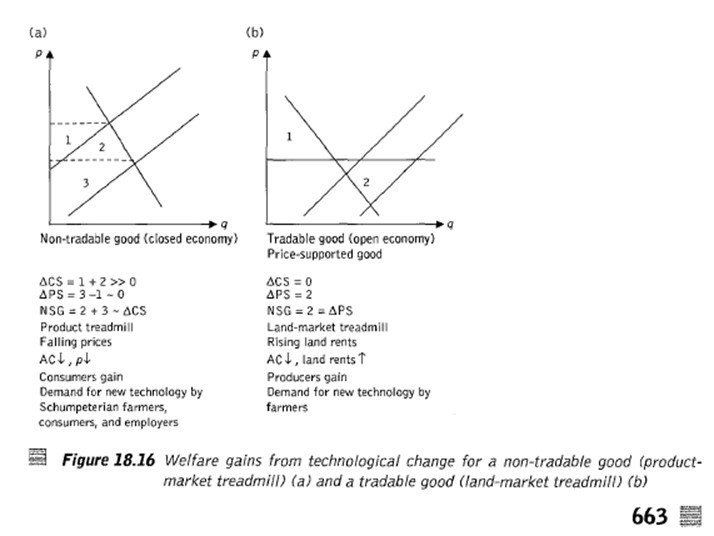 (a)
p
1
2
3
q
Non-tradable good (closed economy)
ΔCS = 1 + 2 >> 0
ΔPS = 3 –1 ~ 0
NSG = 2 + 3 ~ ΔCS
Product treadmill
Falling prices
AC↓, p↓
Consumers gain
Demand for new technology by
Schumpeterian farmers,
consumers, and employers
(b)
p
1
2
q
Tradable good (open economy)
Price-supported good
ΔCS = 0
ΔPS = 2
NSG = 2 = ΔPS
Land-market treadmill
Rising land rents
AC↓, land rents↑
Producers gain
Demand for new technology by
farmers
Figure 18.16 Welfare gains from technological change for a non-tradable good (product-
market treadmill) (a) and a tradable good (land-market treadmill) (b)
663